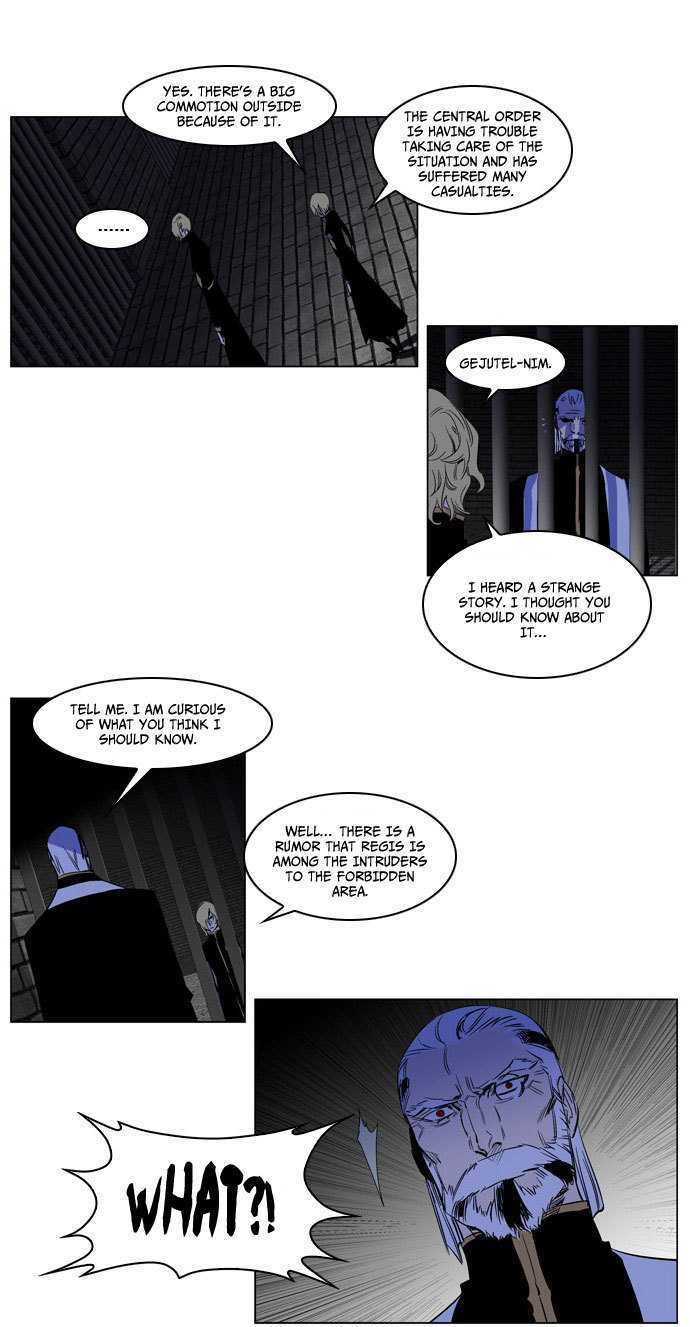 YES. THERE'S A BIG
COMMOTION OUTSIDE
BECAUSE OF IT.
THE CENTRAL ORDER
IS HAVING TROUBLE
TAKING CARE OF THE
SITUATION AND HAS
SUFFERED MANY
CASUALTIES.
......
GEJUTEL-NIM.
I HEARD A STRANGE
STORY. I THOUGHT YOU
SHOULD KNOW ABOUT
IT...
TELL ME. I AM CURIOUS
OF WHAT YOU THINK I
SHOULD KNOW.
WELL... THERE IS A
RUMOR THAT REGIS IS
AMONG THE INTRUDERS
TO THE FORBIDDEN
AREA.
WHAT?!